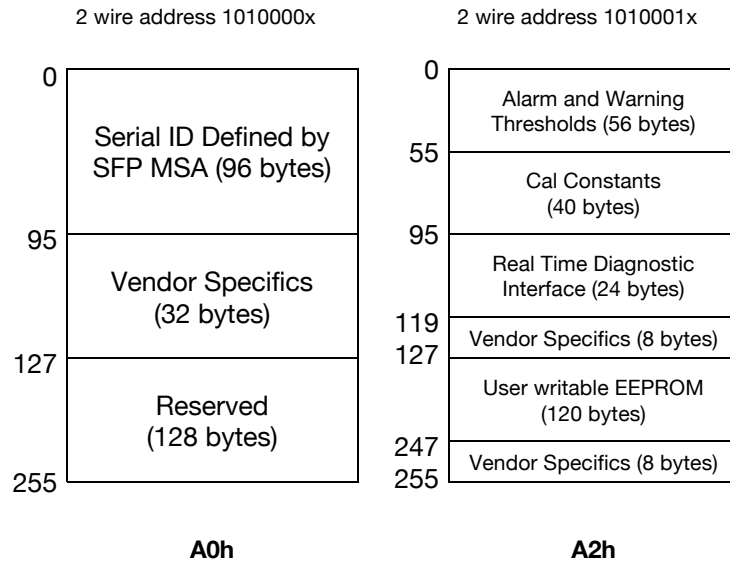 2 wire address 1010000x
0
Serial ID Defined by
SFP MSA (96 bytes)
95
Vendor Specifics
(32 bytes)
127
Reserved
(128 bytes)
255
A0h
2 wire address 1010001x
0
Alarm and Warning
Thresholds (56 bytes)
55
Cal Constants
(40 bytes)
95
Real Time Diagnostic
Interface (24 bytes)
119
Vendor Specifics (8 bytes)
127
User writable EEPROM
(120 bytes)
247
Vendor Specifics (8 bytes)
255
A2h